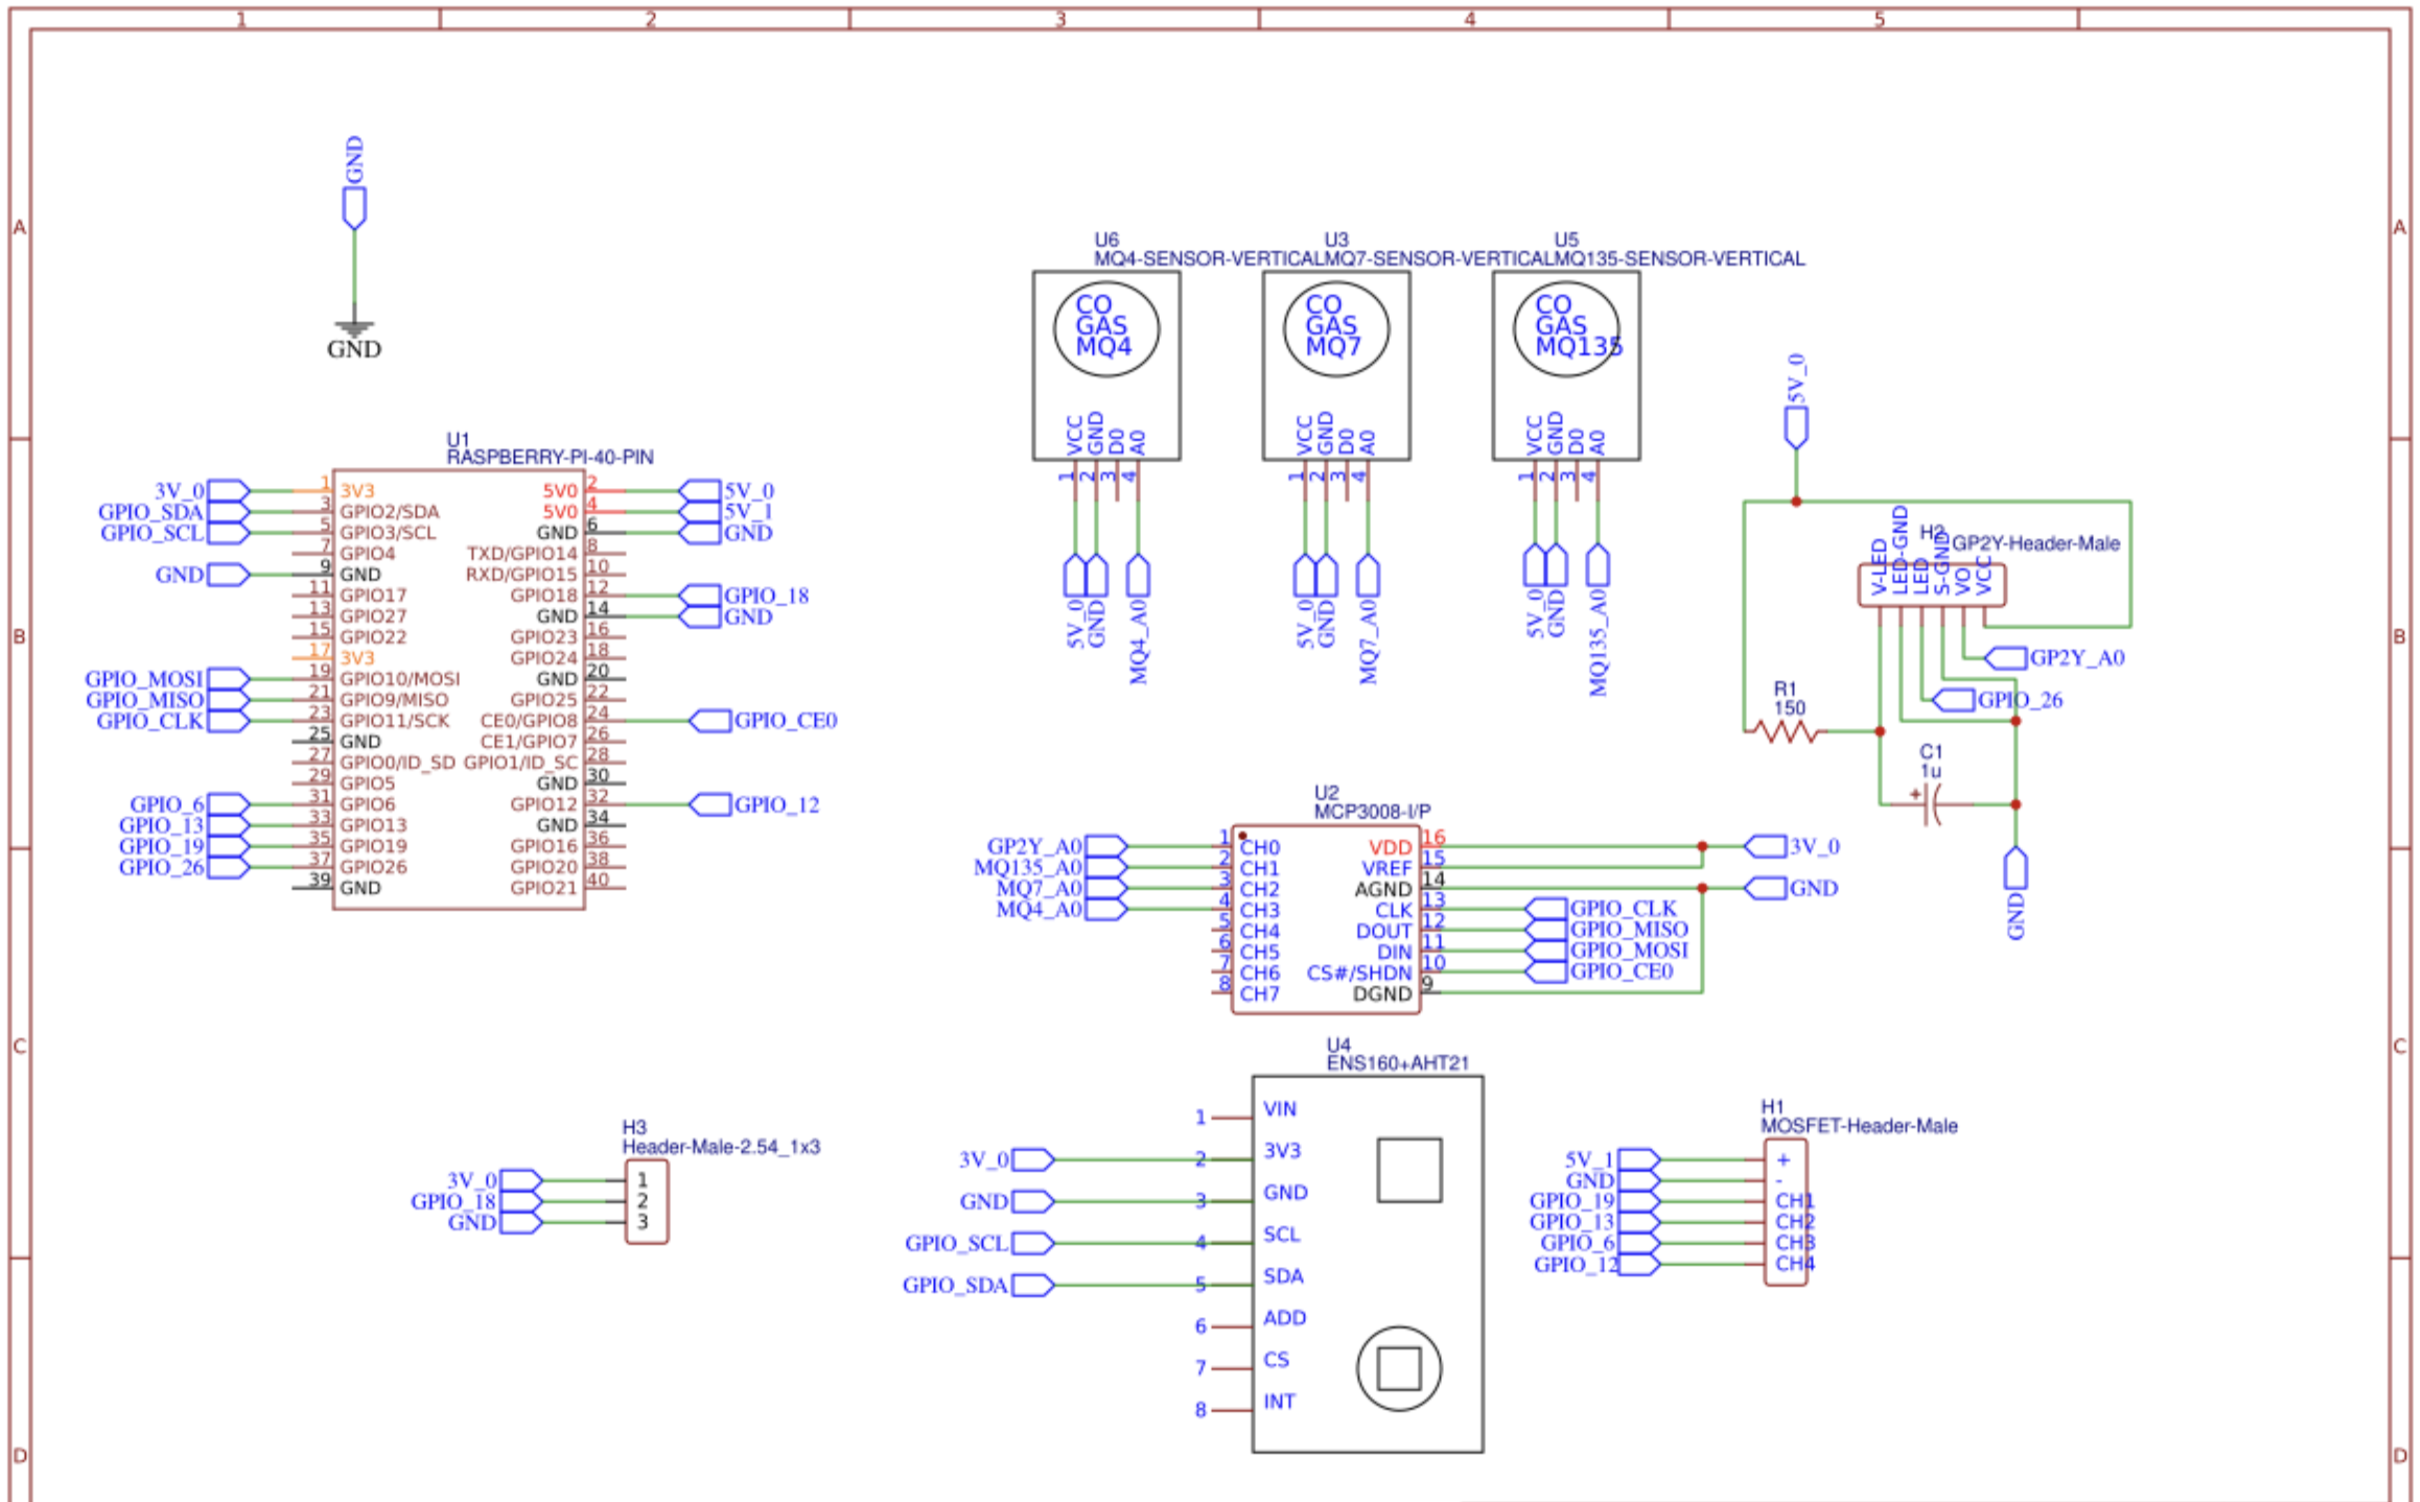 1 2 3 4 5
A A
B B
C C
D D
GND
GND
U1
RASPBERRY-PI-40-PIN
3V_0 1 3V3 5V0 2 5V_0
GPIO_SDA 3 GPIO2/SDA 5V0 4 5V_1
GPIO_SCL 5 GPIO3/SCL GND 6 GND
7 GPIO4 TXD/GPIO14 8
GND 9 GND RXD/GPIO15 10
11 GPIO17 GPIO18 12 GPIO_18
13 GPIO27 GND 14 GND
15 GPIO22 GPIO23 16
17 3V3 GPIO24 18
GPIO_MOSI 19 GPIO10/MOSI GND 20
GPIO_MISO 21 GPIO9/MISO GPIO25 22
GPIO_CLK 23 GPIO11/SCK CE0/GPIO8 24 GPIO_CE0
25 GND CE1/GPIO7 26
27 GPIO0/ID_SD GPIO1/ID_SC 28
29 GPIO5 GND 30
GPIO_6 31 GPIO6 GPIO12 32 GPIO_12
GPIO_13 33 GPIO13 GND 34
GPIO_19 35 GPIO19 GPIO16 36
GPIO_26 37 GPIO26 GPIO20 38
39 GND GPIO21 40
U6
MQ4-SENSOR-VERTICAL
CO
GAS
MQ4
VCC GND D0 A0
1 2 3 4
5V_0 GND MQ4_A0
U3
MQ7-SENSOR-VERTICAL
CO
GAS
MQ7
VCC GND D0 A0
1 2 3 4
5V_0 GND MQ7_A0
U5
MQ135-SENSOR-VERTICAL
CO
GAS
MQ135
VCC GND D0 A0
1 2 3 4
5V_0 GND MQ135_A0
5V_0
H2
GP2Y-Header-Male
V-LED LED-GND LED S-GND VO VCC
GP2Y_A0
GPIO_26
R1
150
C1
1u
+
GND
U2
MCP3008-I/P
GP2Y_A0 1 CH0 VDD 16 3V_0
MQ135_A0 2 CH1 VREF 15
MQ7_A0 3 CH2 AGND 14 GND
MQ4_A0 4 CH3 CLK 13 GPIO_CLK
5 CH4 DOUT 12 GPIO_MISO
6 CH5 DIN 11 GPIO_MOSI
7 CH6 CS#/SHDN 10 GPIO_CE0
8 CH7 DGND 9
H3
Header-Male-2.54_1x3
3V_0 1
GPIO_18 2
GND 3
U4
ENS160+AHT21
1 VIN
3V_0 2 3V3
GND 3 GND
GPIO_SCL 4 SCL
GPIO_SDA 5 SDA
6 ADD
7 CS
8 INT
H1
MOSFET-Header-Male
5V_1 +
GND -
GPIO_19 CH1
GPIO_13 CH2
GPIO_6 CH3
GPIO_12 CH4